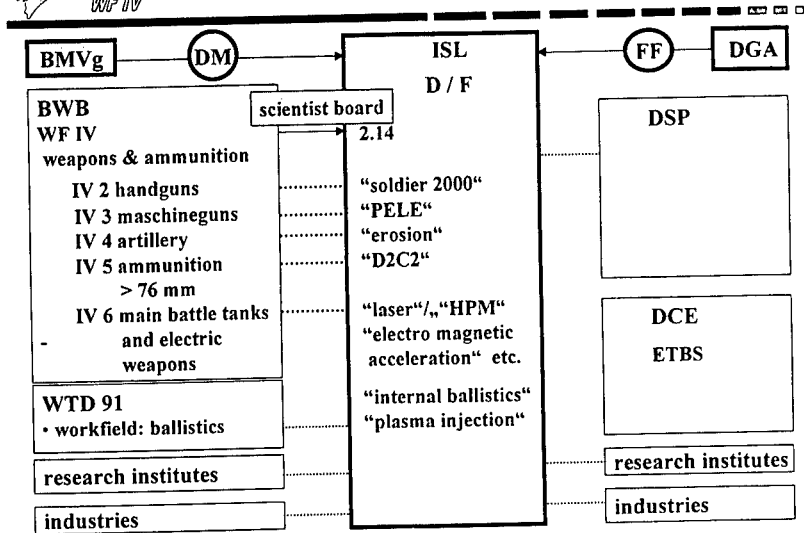 WF IV
BMVg
DM
ISL
FF
DGA
D / F
BWB
scientist board
DSP
WF IV
2.14
weapons & ammunition
IV 2 handguns
“soldier 2000“
IV 3 maschineguns
“PELE“
IV 4 artillery
“erosion“
IV 5 ammunition
“D2C2“
> 76 mm
IV 6 main battle tanks
“laser“/„“HPM“
DCE
- and electric
“electro magnetic
weapons
acceleration“ etc.
ETBS
WTD 91
“internal ballistics“
• workfield: ballistics
“plasma injection“
research institutes
research institutes
industries
industries